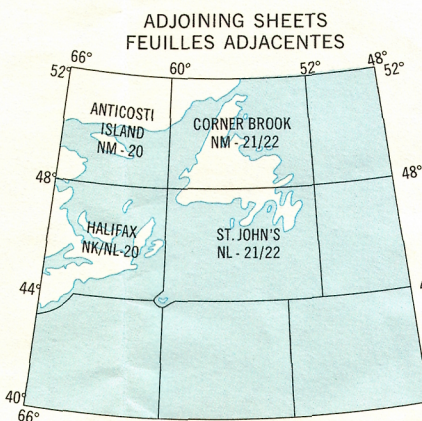 ADJOINING SHEETS
FEUILLES ADJACENTES
66° 60° 52° 48°
52° 52°
ANTICOSTI
ISLAND
NM - 20
CORNER BROOK
NM - 21/22
48° 48°
HALIFAX
NK/NL-20
ST. JOHN'S
NL - 21/22
44°
40°
66°